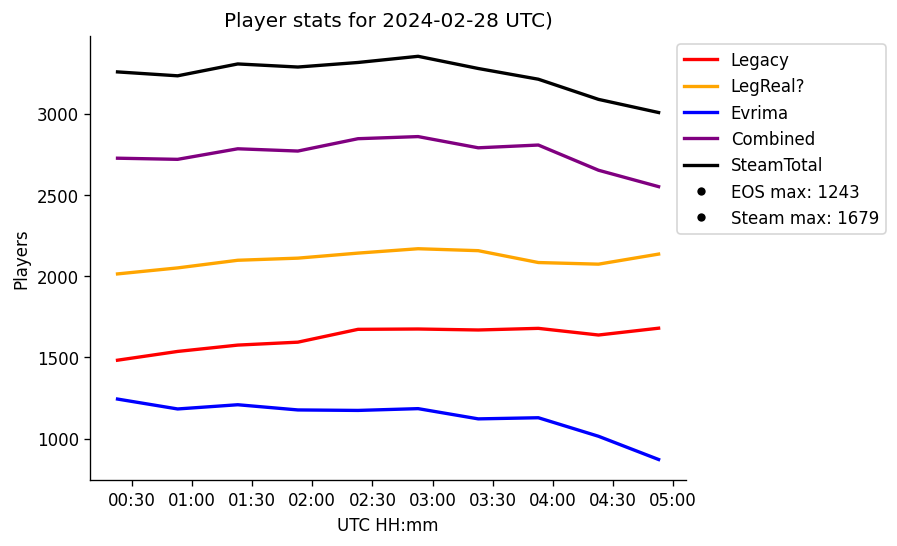 Player stats for 2024-02-28 UTC)
Players
3000
2500
2000
1500
1000
00:30 01:00 01:30 02:00 02:30 03:00 03:30 04:00 04:30 05:00
UTC HH:mm
Legacy
LegReal?
Evrima
Combined
SteamTotal
EOS max: 1243
Steam max: 1679